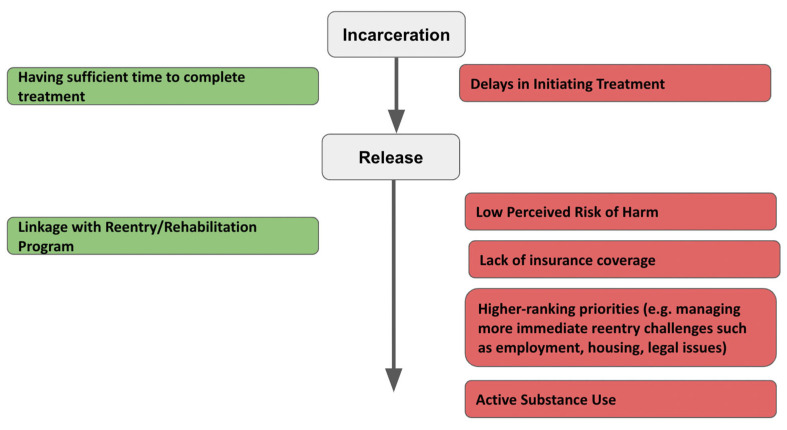 Incarceration
Having sufficient time to complete
treatment
Delays in Initiating Treatment
Release
Linkage with Reentry/Rehabilitation
Program
Low Perceived Risk of Harm
Lack of insurance coverage
Higher-ranking priorities (e.g. managing
more immediate reentry challenges such
as employment, housing, legal issues)
Active Substance Use